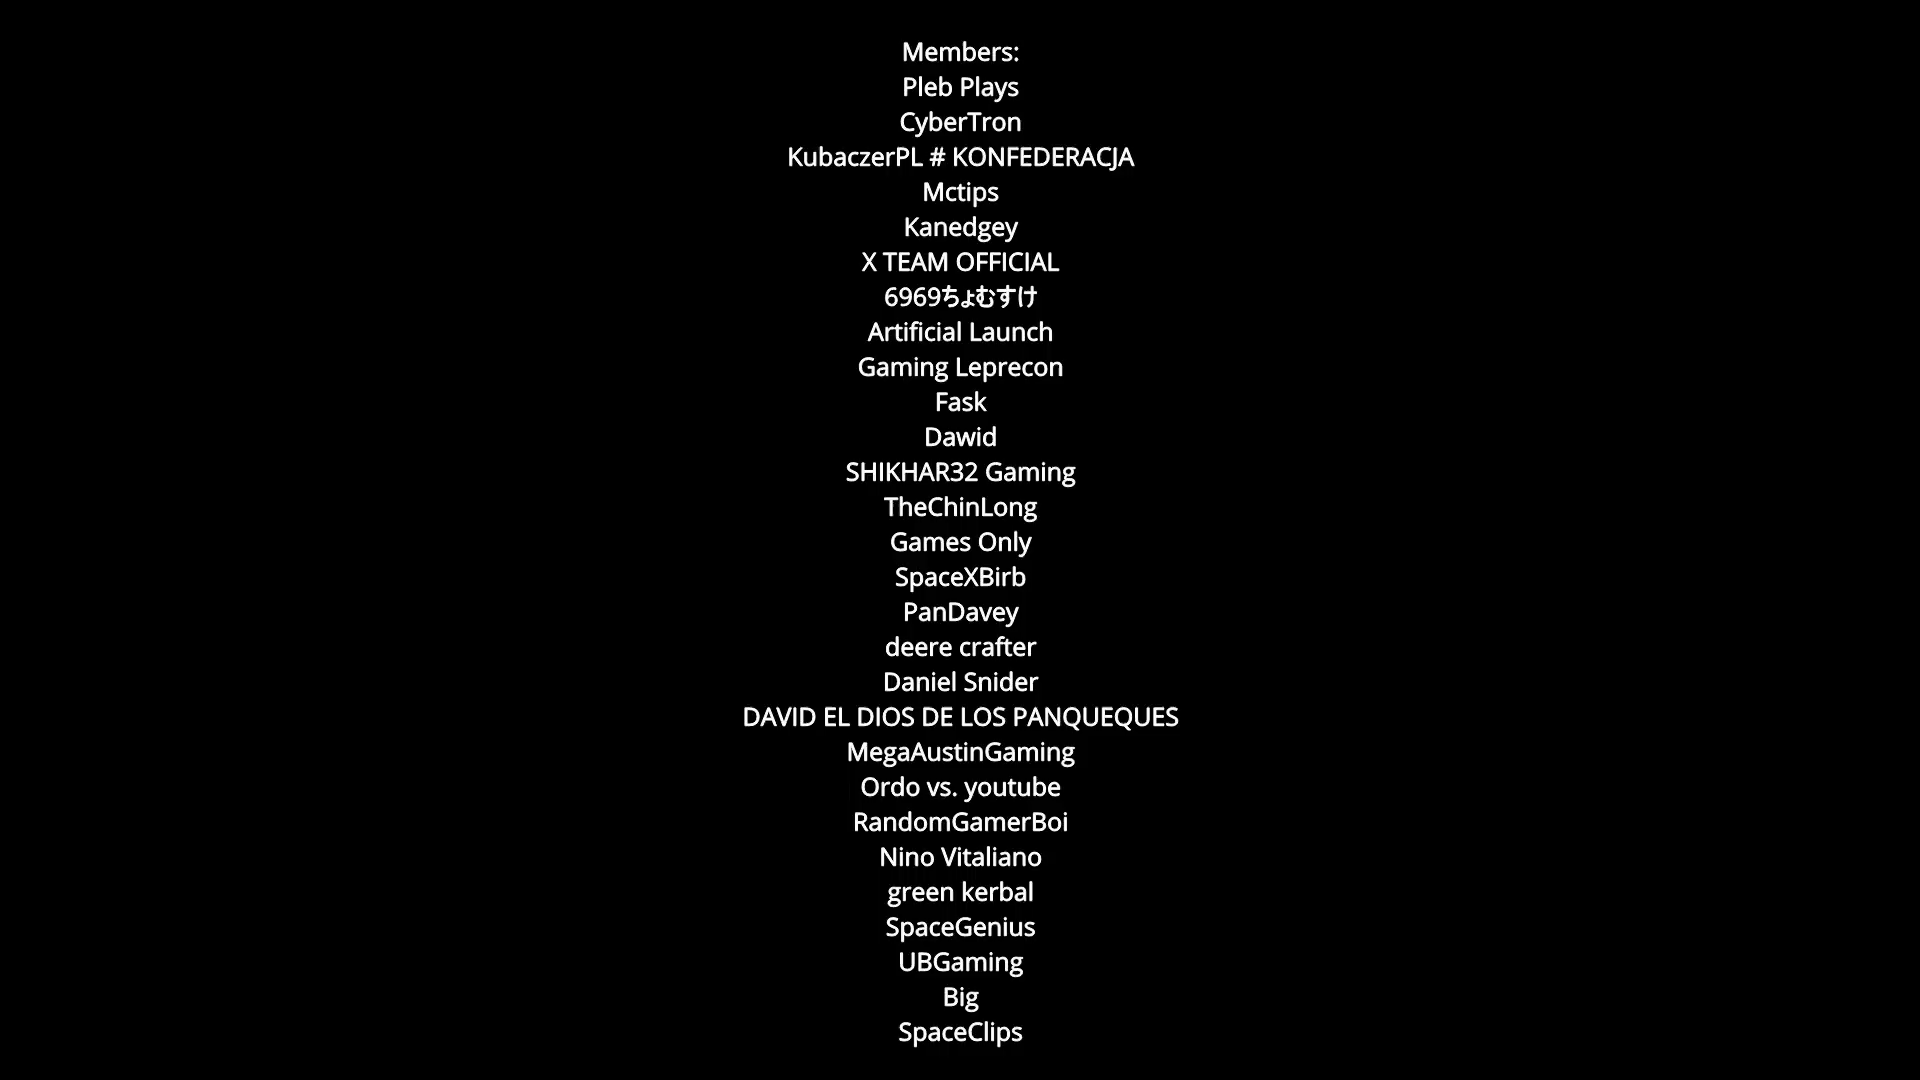 Members:
Pleb Plays
CyberTron
KubaczerPL # KONFEDERACJA
Mctips
Kanedgey
X TEAM OFFICIAL
6969ちょむすけ
Artificial Launch
Gaming Leprecon
Fask
Dawid
SHIKHAR32 Gaming
TheChinLong
Games Only
SpaceXBirb
PanDavey
deere crafter
Daniel Snider
DAVID EL DIOS DE LOS PANQUEQUES
MegaAustinGaming
Ordo vs. youtube
RandomGamerBoi
Nino Vitaliano
green kerbal
SpaceGenius
UBGaming
Big
SpaceClips